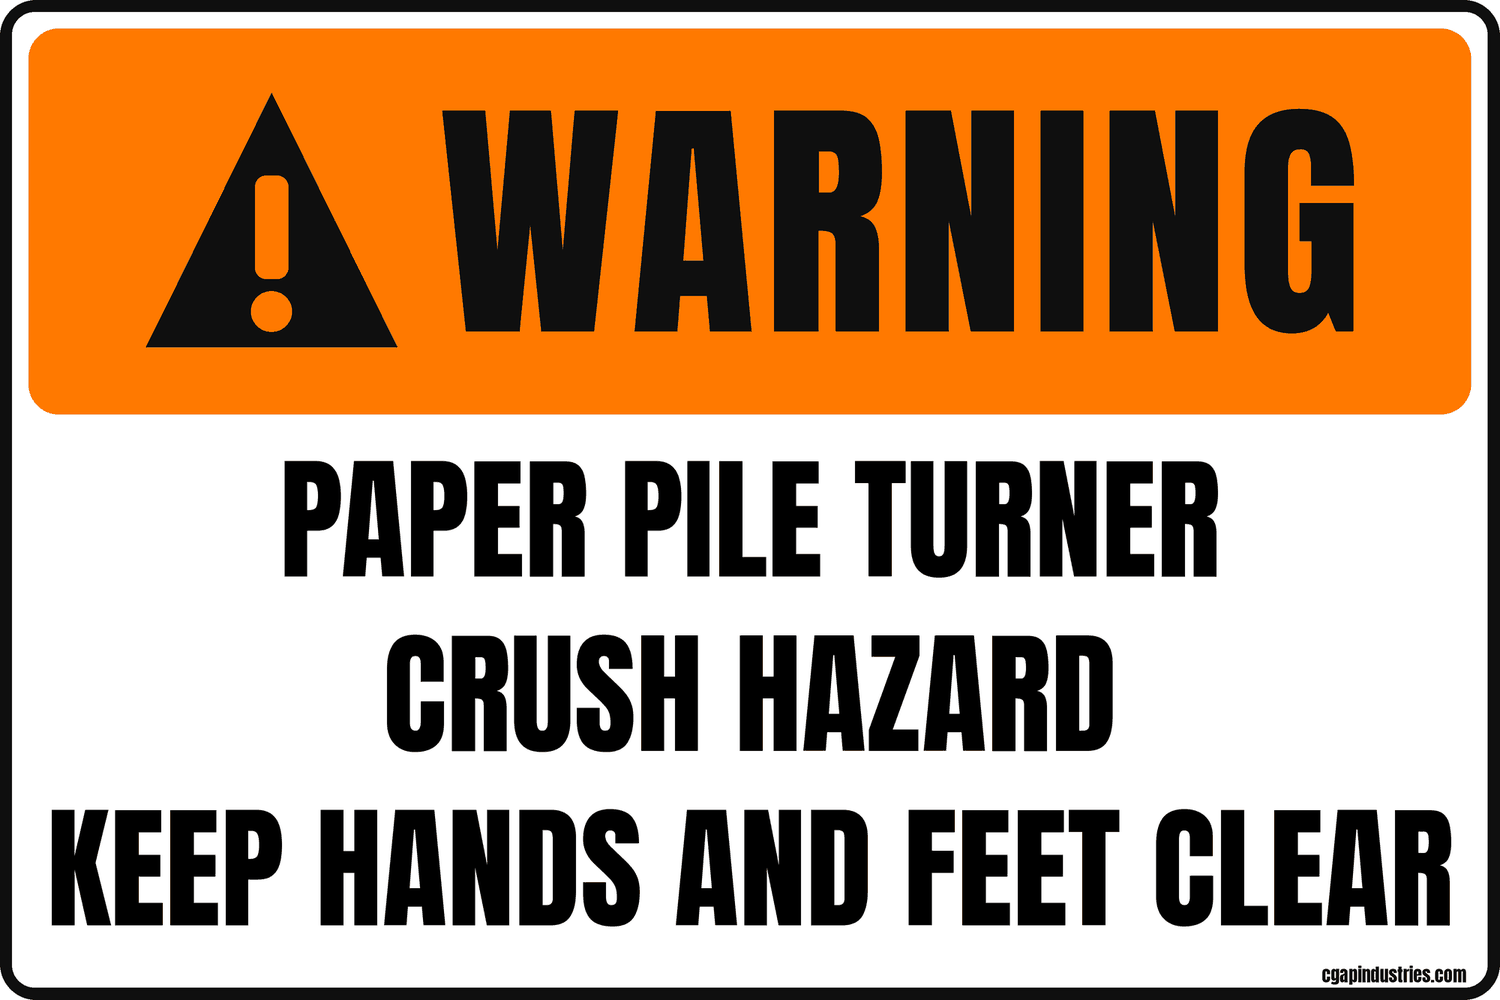 WARNING
PAPER PILE TURNER
CRUSH HAZARD
KEEP HANDS AND FEET CLEAR
cgapindustries.com